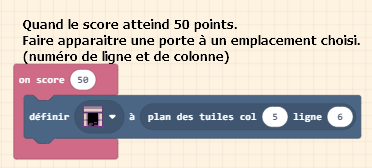 Quand le score atteind 50 points.
Faire apparaitre une porte à un emplacement choisi.
(numéro de ligne et de colonne)
on score 50
définir à plan des tuiles col 5 ligne 6